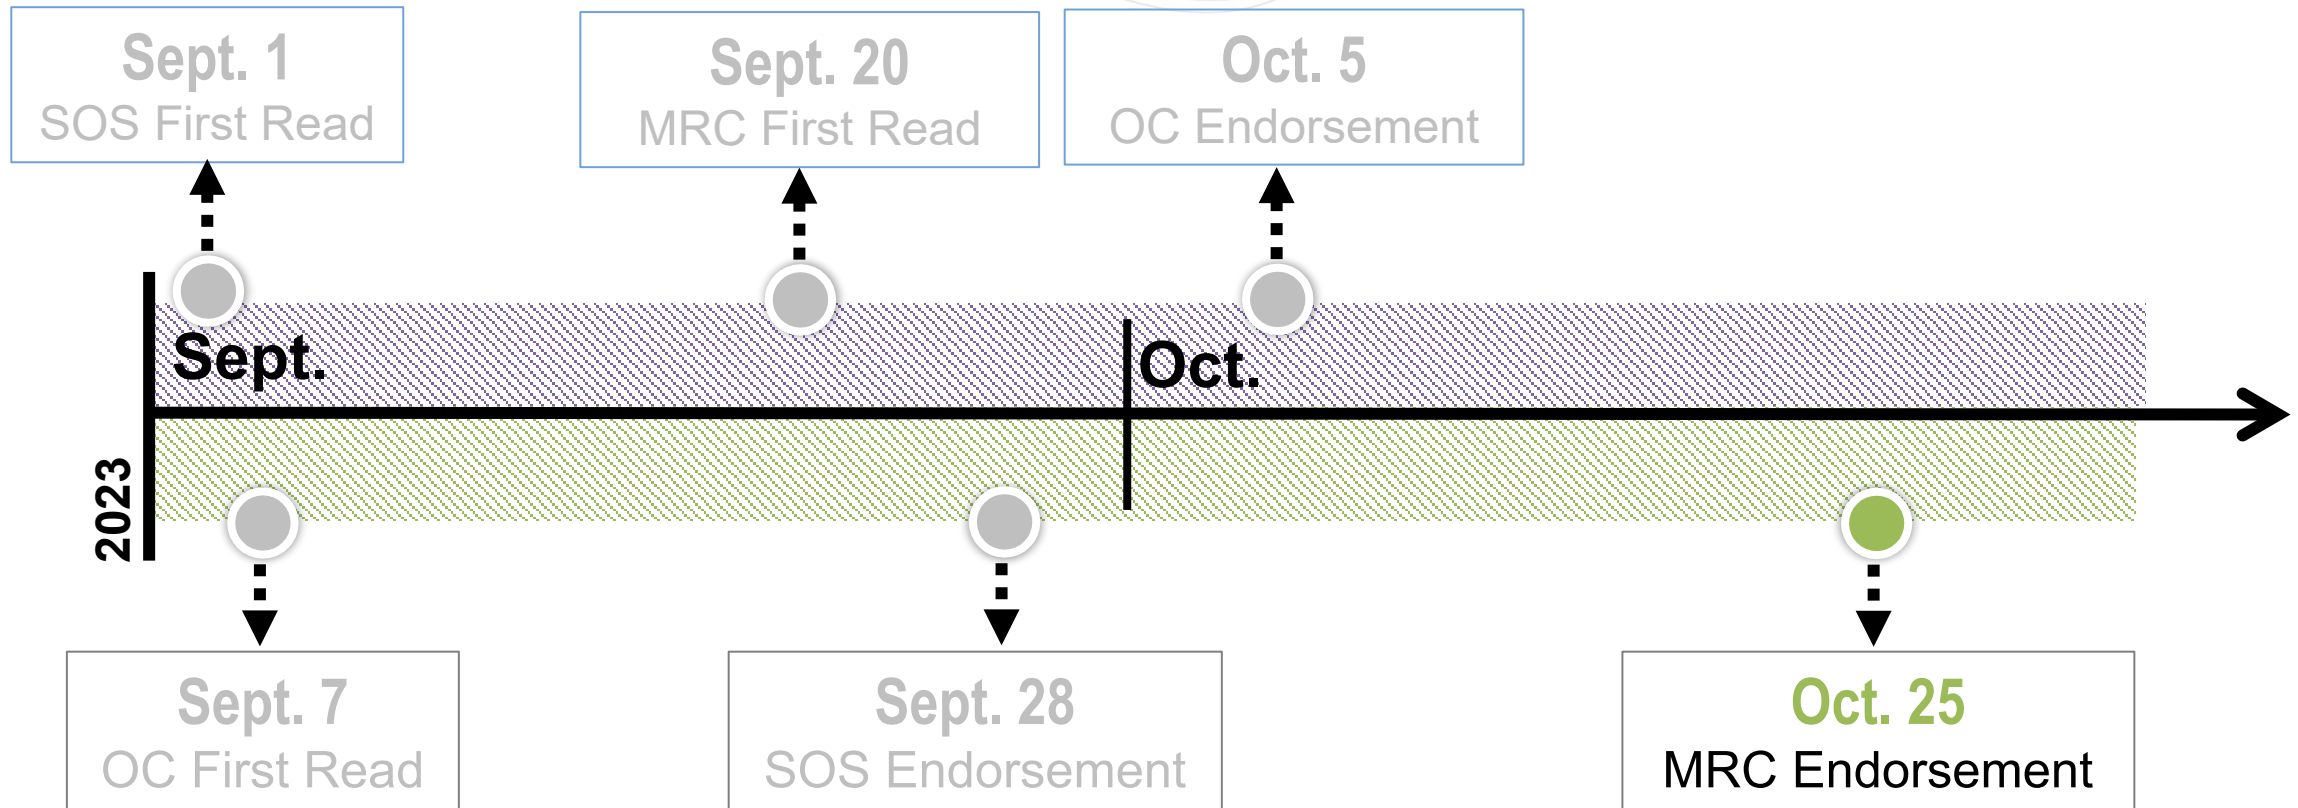 Sept. 1
SOS First Read
Sept. 20
MRC First Read
Oct. 5
OC Endorsement
Sept.
Oct.
2023
Sept. 7
OC First Read
Sept. 28
SOS Endorsement
Oct. 25
MRC Endorsement